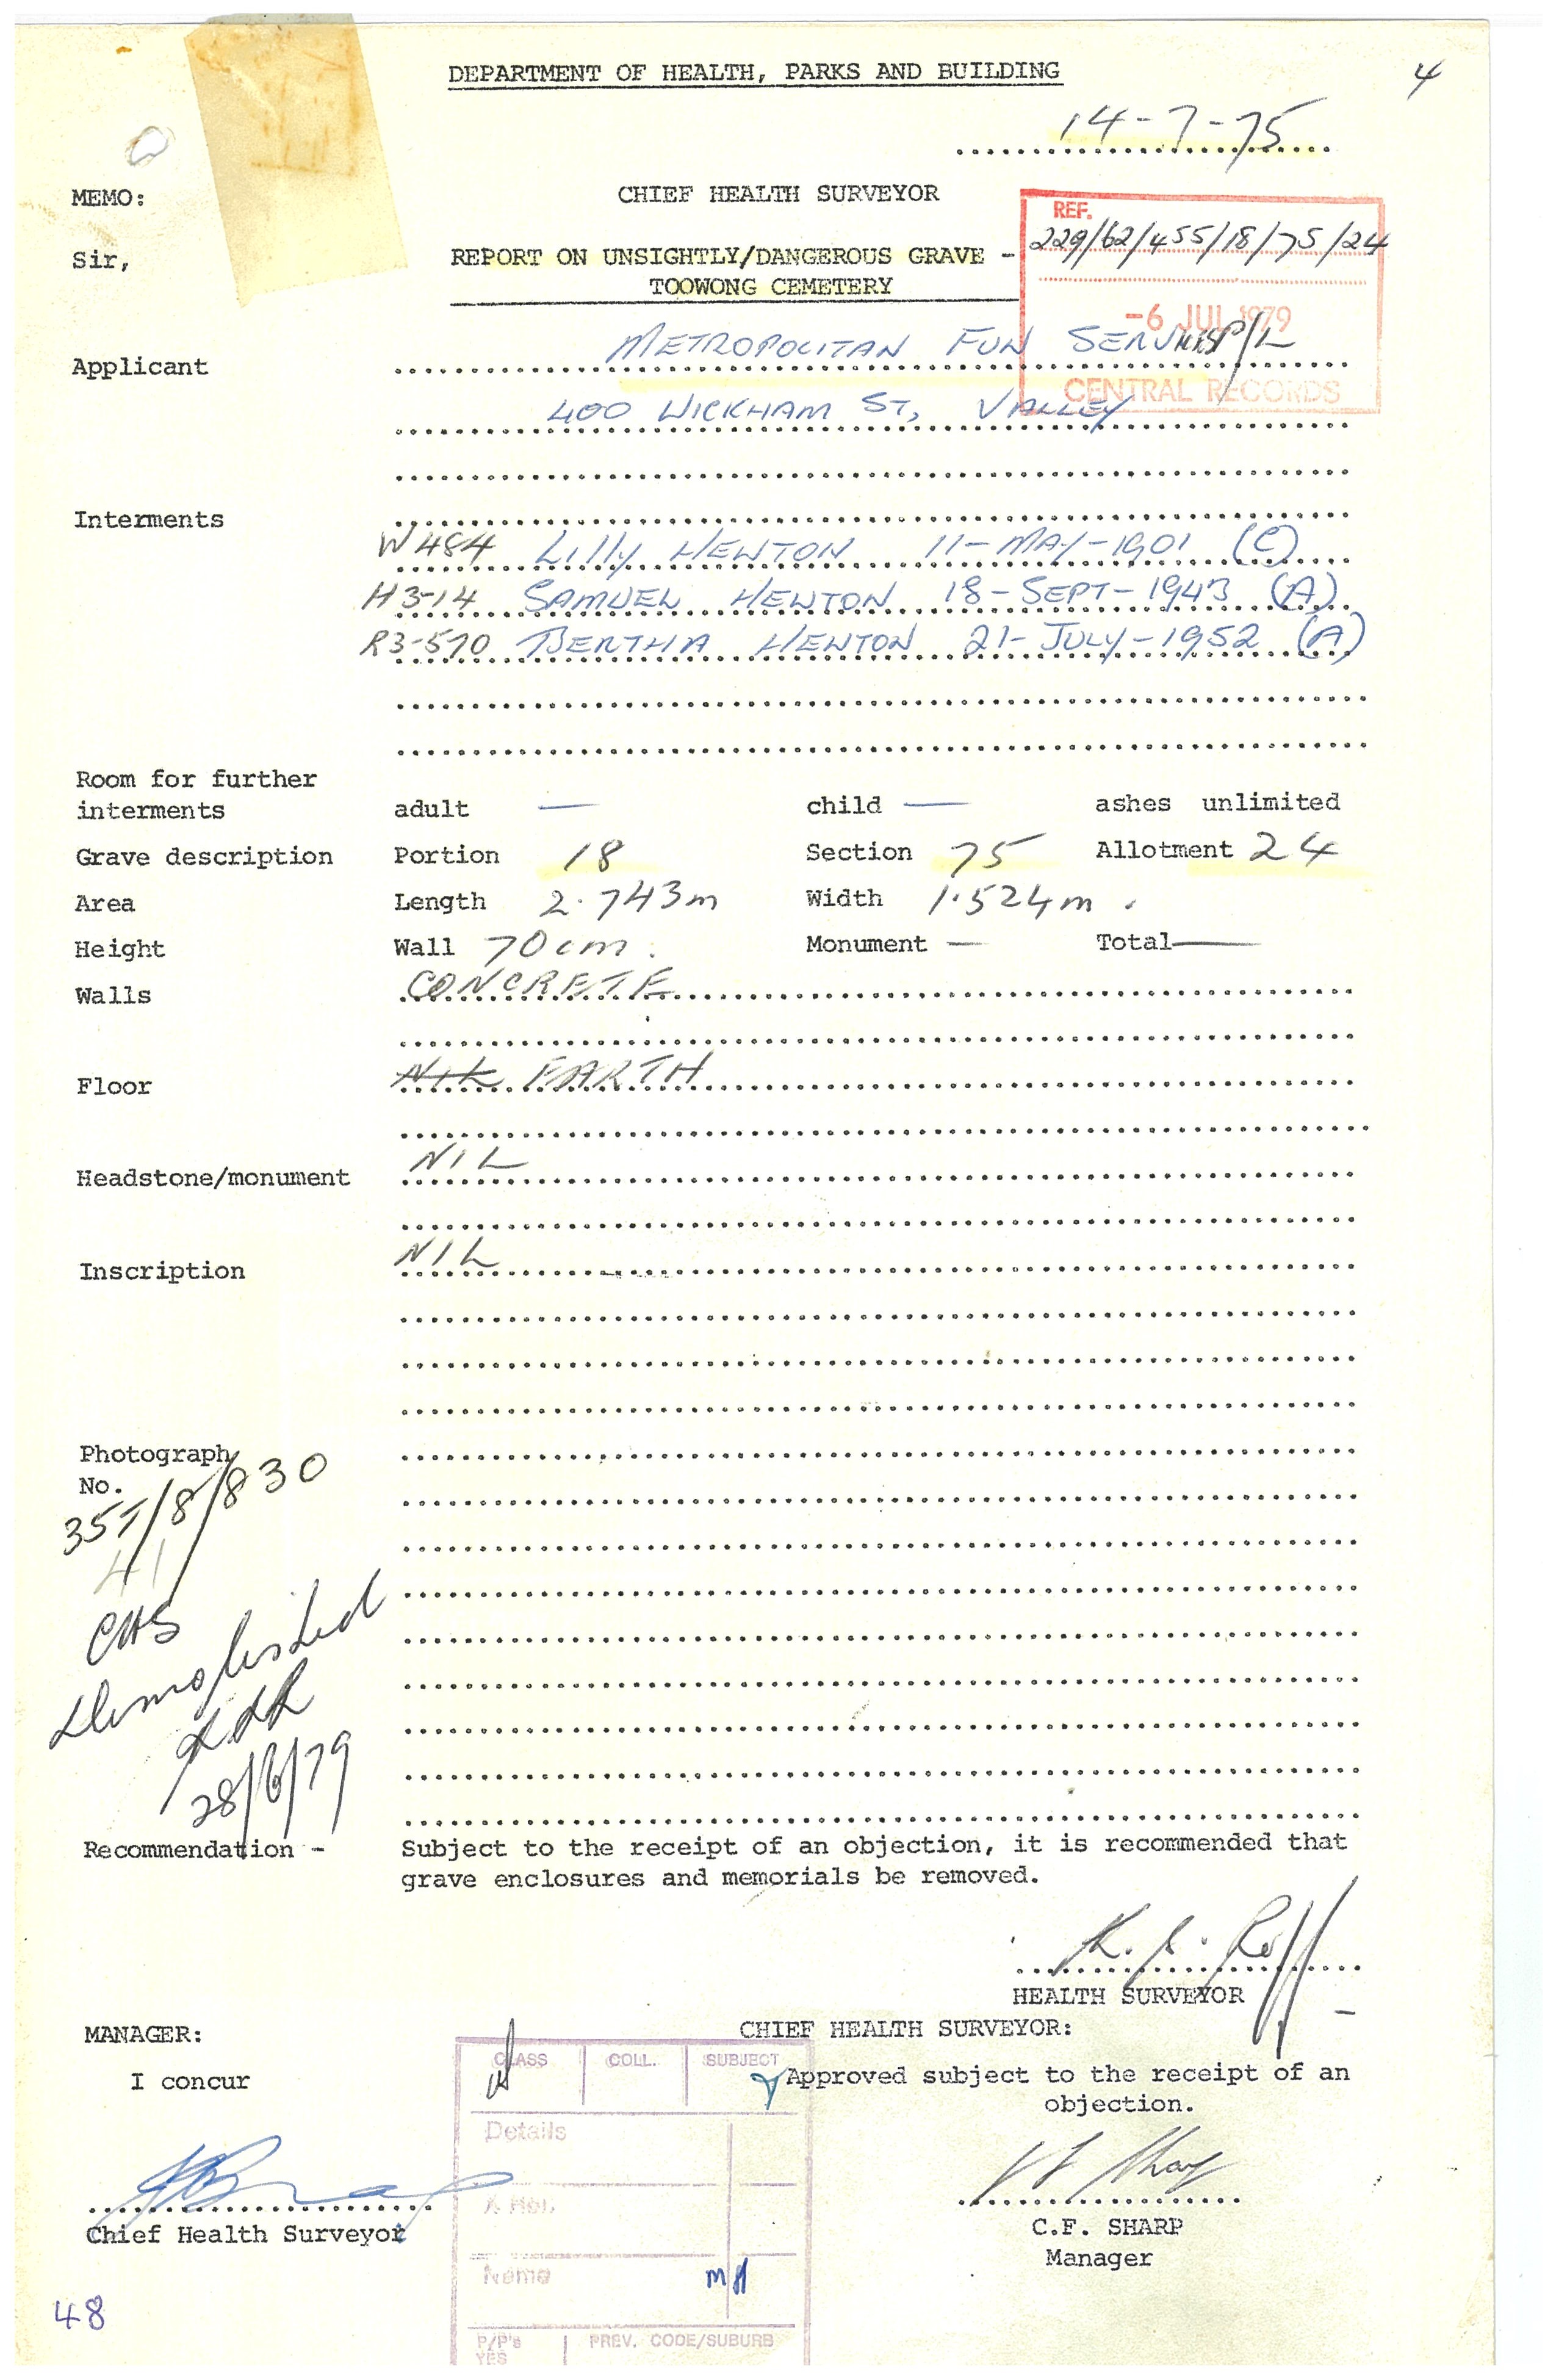 DEPARTMENT OF HEALTH, PARKS AND BUILDING
4
14-7-75
MEMO:
CHIEF HEALTH SURVEYOR
REF.
229/62/455/18/75/24
Sir,
REPORT ON UNSIGHTLY/DANGEROUS GRAVE -
TOOWONG CEMETERY
-6 JUL 1979
CENTRAL RECORDS
Applicant METROPOLITAN FUN P/L
400 WICKHAM ST, VALLEY
Interments
W484 LILLY HEWTON 11-MAY-1901 (C)
H3-14 SAMUEL HEWTON 18-SEPT-1943 (A)
R3-570 BERTHA HEWTON 21-JULY-1952 (A)
Room for further
interments adult — child — ashes unlimited
Grave description Portion 18 Section 75 Allotment 24
Area Length 2.743m Width 1.524m.
Height Wall 70cm. Monument — Total —
Walls CONCRETE
Floor NIL EARTH
Headstone/monument NIL
Inscription NIL
Photograph
No.
357/8/830
41
CHS
Demolished
28/6/79
Recommendation - Subject to the receipt of an objection, it is recommended that
grave enclosures and memorials be removed.
HEALTH SURVEYOR
MANAGER:
CHIEF HEALTH SURVEYOR:
I concur
Approved subject to the receipt of an
objection.
CLASS COLL. SUBJECT
Details
Name
MH
P/P's PREV. CODE/SUBURB
YES
Chief Health Surveyor
C.F. SHARP
Manager
48